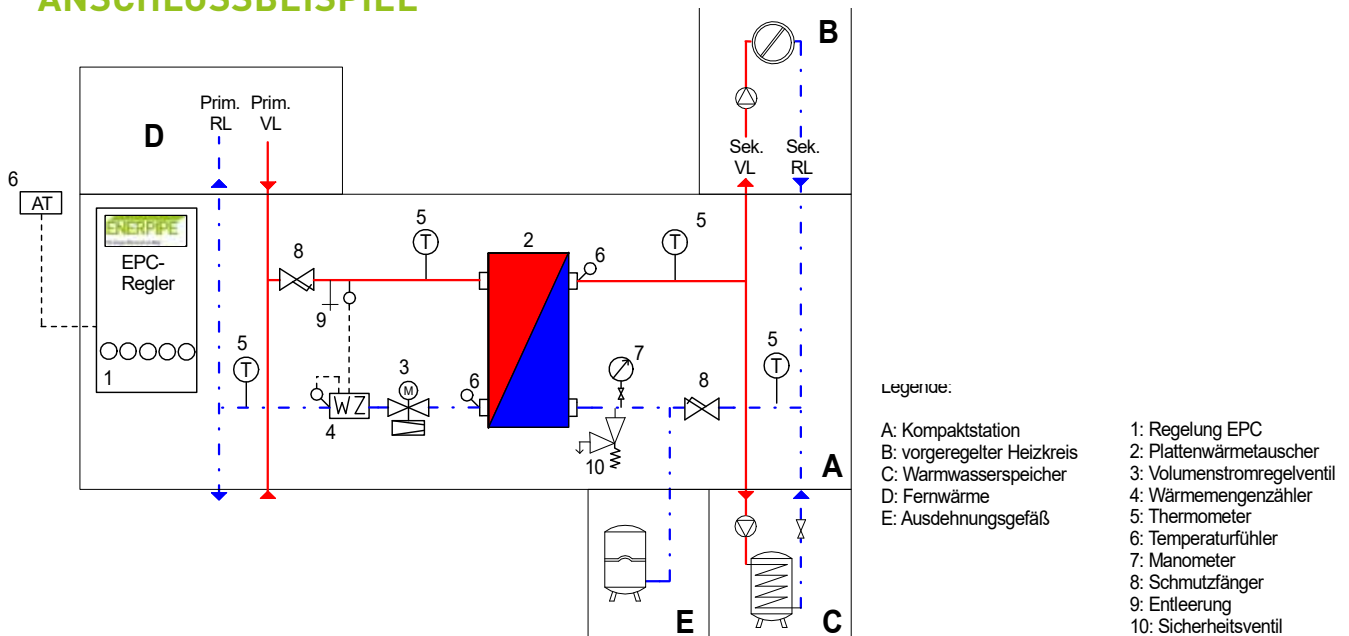 ANSCHLUSSBEISPIELE
B
Prim. Prim.
RL VL
D
Sek. Sek.
VL RL
6
AT
ENERPIPE
EPC-
Regler
1
8
5
2
6
5
9
5
3
M
6
7
8
5
T
T
T
T
WZ
4
10
A
E
C
Legende:
A: Kompaktstation
B: vorgeregelter Heizkreis
C: Warmwasserspeicher
D: Fernwärme
E: Ausdehnungsgefäß
1: Regelung EPC
2: Plattenwärmetauscher
3: Volumenstromregelventil
4: Wärmemengenzähler
5: Thermometer
6: Temperaturfühler
7: Manometer
8: Schmutzfänger
9: Entleerung
10: Sicherheitsventil